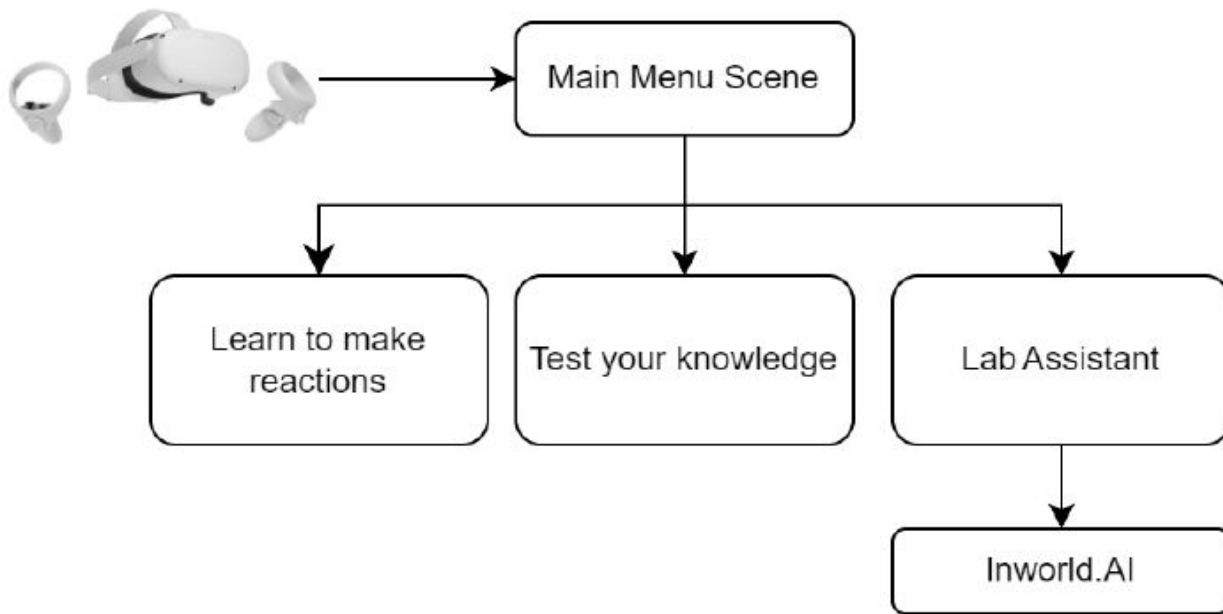 Main Menu Scene
Learn to make
reactions
Test your knowledge
Lab Assistant
Inworld.AI